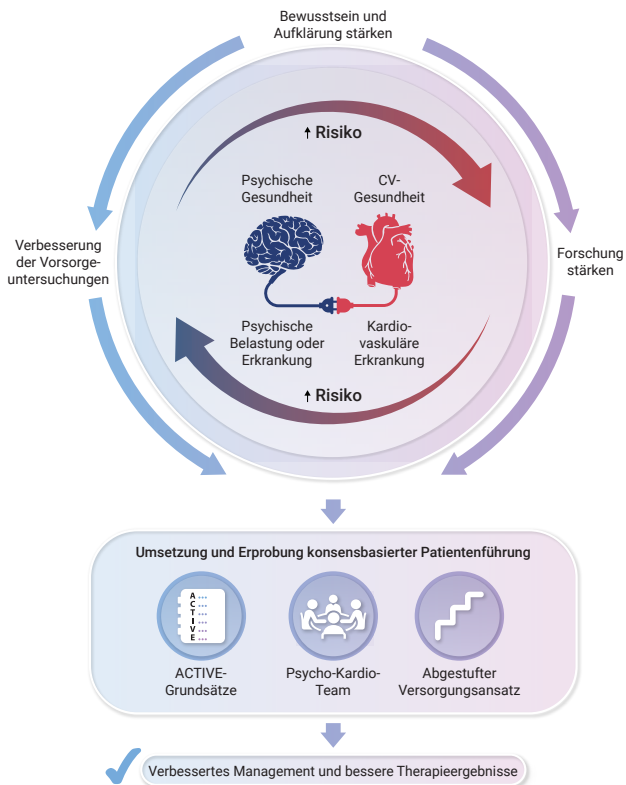 Bewusstsein und
Aufklärung stärken
↑ Risiko
Psychische
Gesundheit
CV-
Gesundheit
Verbesserung
der Vorsorge-
untersuchungen
Forschung
stärken
Psychische
Belastung oder
Erkrankung
Kardio-
vaskuläre
Erkrankung
↑ Risiko
Umsetzung und Erprobung konsensbasierter Patientenführung
A
C
T
I
V
E
ACTIVE-
Grundsätze
Psycho-Kardio-
Team
Abgestufter
Versorgungsansatz
Verbessertes Management und bessere Therapieergebnisse